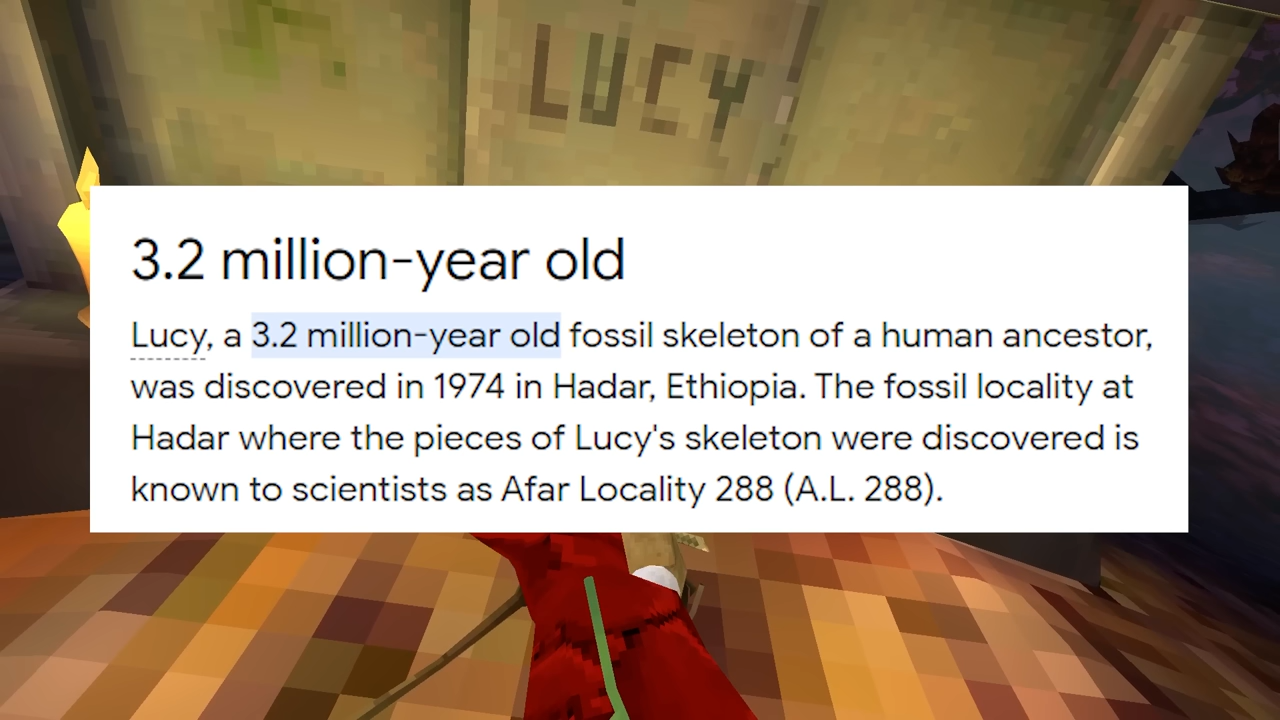 LUCY
3.2 million-year old
Lucy, a 3.2 million-year old fossil skeleton of a human ancestor,
was discovered in 1974 in Hadar, Ethiopia. The fossil locality at
Hadar where the pieces of Lucy's skeleton were discovered is
known to scientists as Afar Locality 288 (A.L. 288).